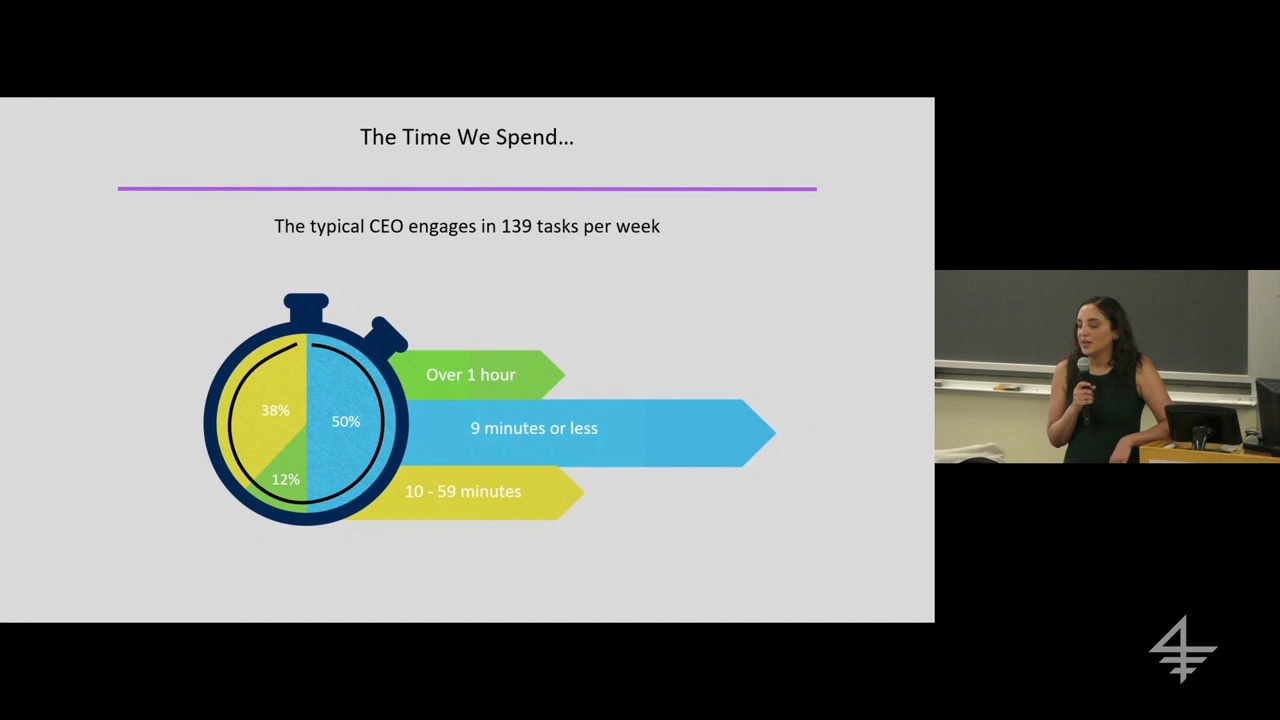 The Time We Spend...
The typical CEO engages in 139 tasks per week
Over 1 hour
38%
50%
9 minutes or less
12%
10 - 59 minutes